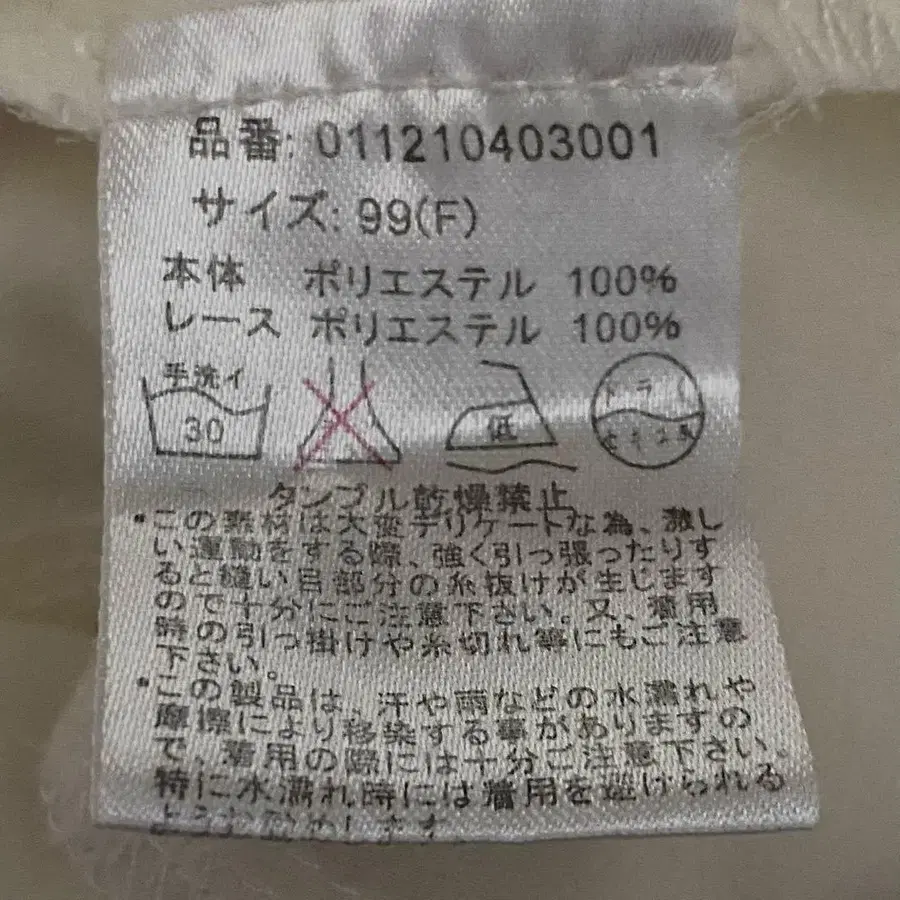 品番: 011210403001
サイズ: 99(F)
本体 ポリエステル 100%
レース ポリエステル 100%
手洗イ
30
低
ドライ
セキユ系
タンブル乾燥禁止
・この素材は大変デリケートな為、激し
い運動をする際、強く引っ張ったりす
ると縫い目部分の糸抜けが生じます
ので十分にご注意下さい。又、着用
時の引っ掛けや糸切れ等にもご注意
下さい。
・この製品は、汗や雨などの水濡れや
摩擦により移染する事がありますの
で、着用の際には十分ご注意下さい。
特に水濡れ時には着用を避けられる
ようお
します